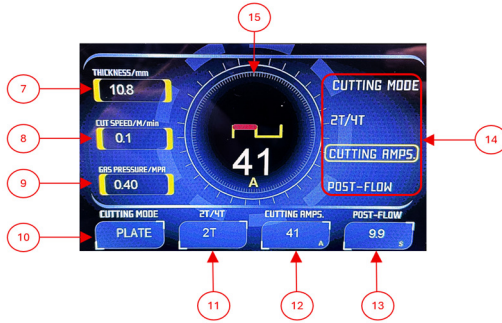 15
THICKNESS/mm
7
10.8
CUTTING MODE
CUT SPEED/M/min
8
0.1
2T/4T
14
41
A
CUTTING AMPS.
GAS PRESSURE/MPA
9
0.40
POST-FLOW
CUTTING MODE
2T/4T
CUTTING AMPS.
POST-FLOW
10
PLATE
2T
41
A
9.9
S
11
12
13